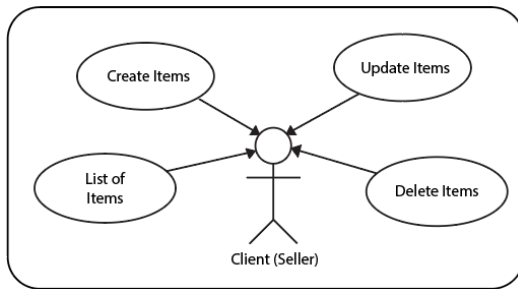 Create Items
Update Items
List of
Items
Delete Items
Client (Seller)